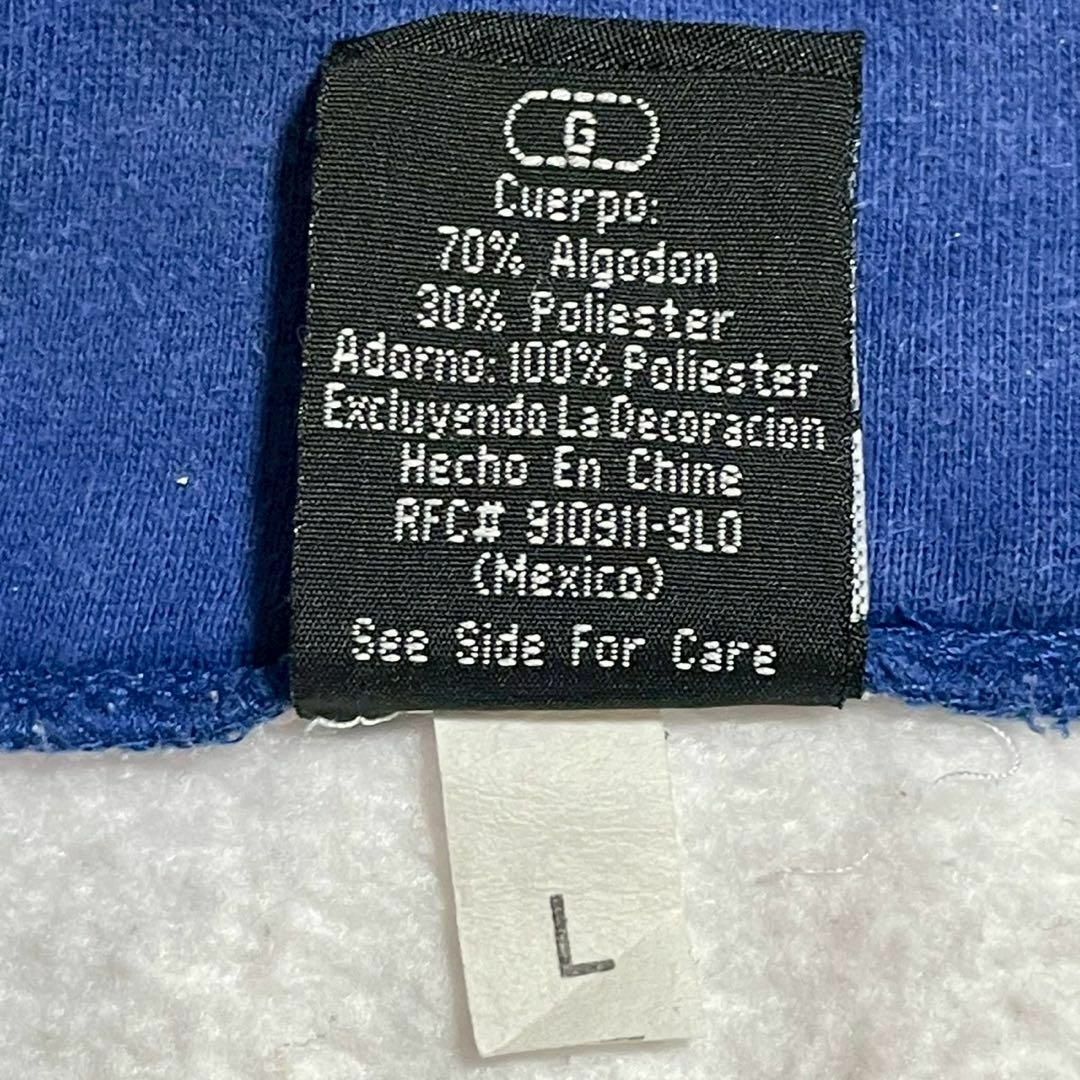 G
Cuerpo:
70% Algodon
30% Poliester
Adorno: 100% Poliester
Excluyendo La Decoracion
Hecho En Chine
RFC# 910911-9L0
(Mexico)
See Side For Care
L